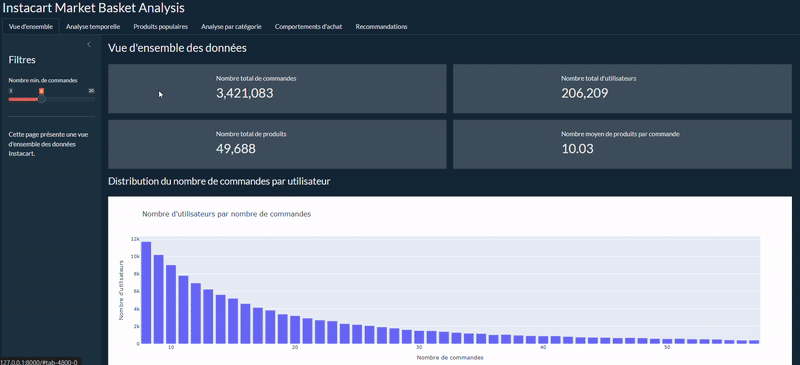 Instacart Market Basket Analysis
Vue d'ensemble
Analyse temporelle
Produits populaires
Analyse par catégorie
Comportements d'achat
Recommandations
Filtres
Nombre min. de commandes
Cette page présente une vue
d'ensemble des données
Instacart.
Vue d'ensemble des données
Nombre total de commandes
3,421,083
Nombre total d'utilisateurs
206,209
Nombre total de produits
49,688
Nombre moyen de produits par commande
10.03
Distribution du nombre de commandes par utilisateur
Nombre d'utilisateurs par nombre de commandes
Nombre d'utilisateurs
12k
10k
8k
6k
4k
2k
0
10
20
30
40
50
Nombre de commandes
127.0.0.1:8000/#tab-4800-0